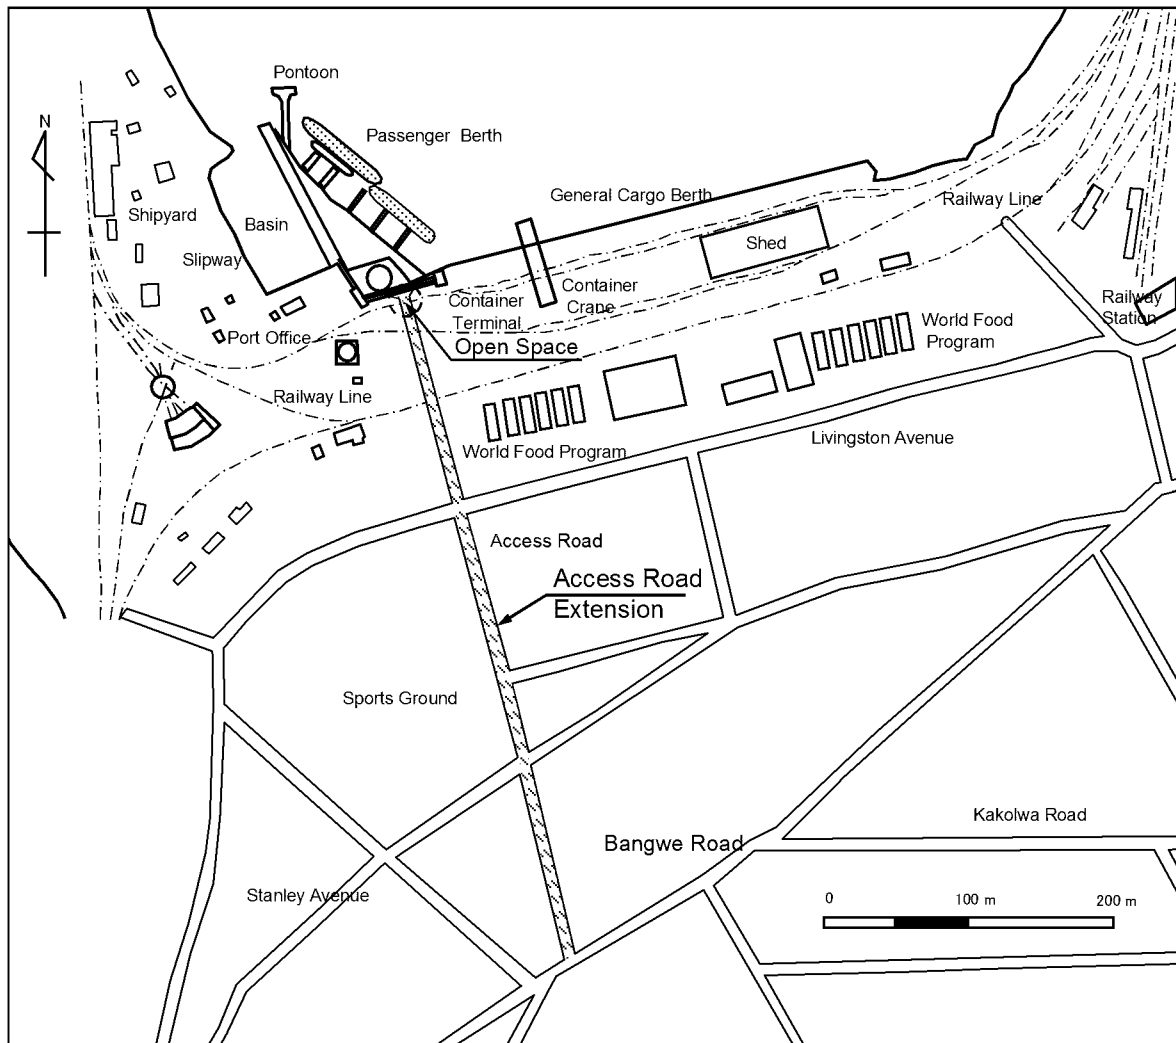 Pontoon
N
Passenger Berth
General Cargo Berth
Railway Line
Shipyard
Basin
Shed
Slipway
Container
Crane
Container
Terminal
Railway
Station
Port Office
Open Space
World Food
Program
Railway Line
Livingston Avenue
World Food Program
Access Road
Access Road
Extension
Sports Ground
Kakolwa Road
Bangwe Road
Stanley Avenue
0 100 m 200 m